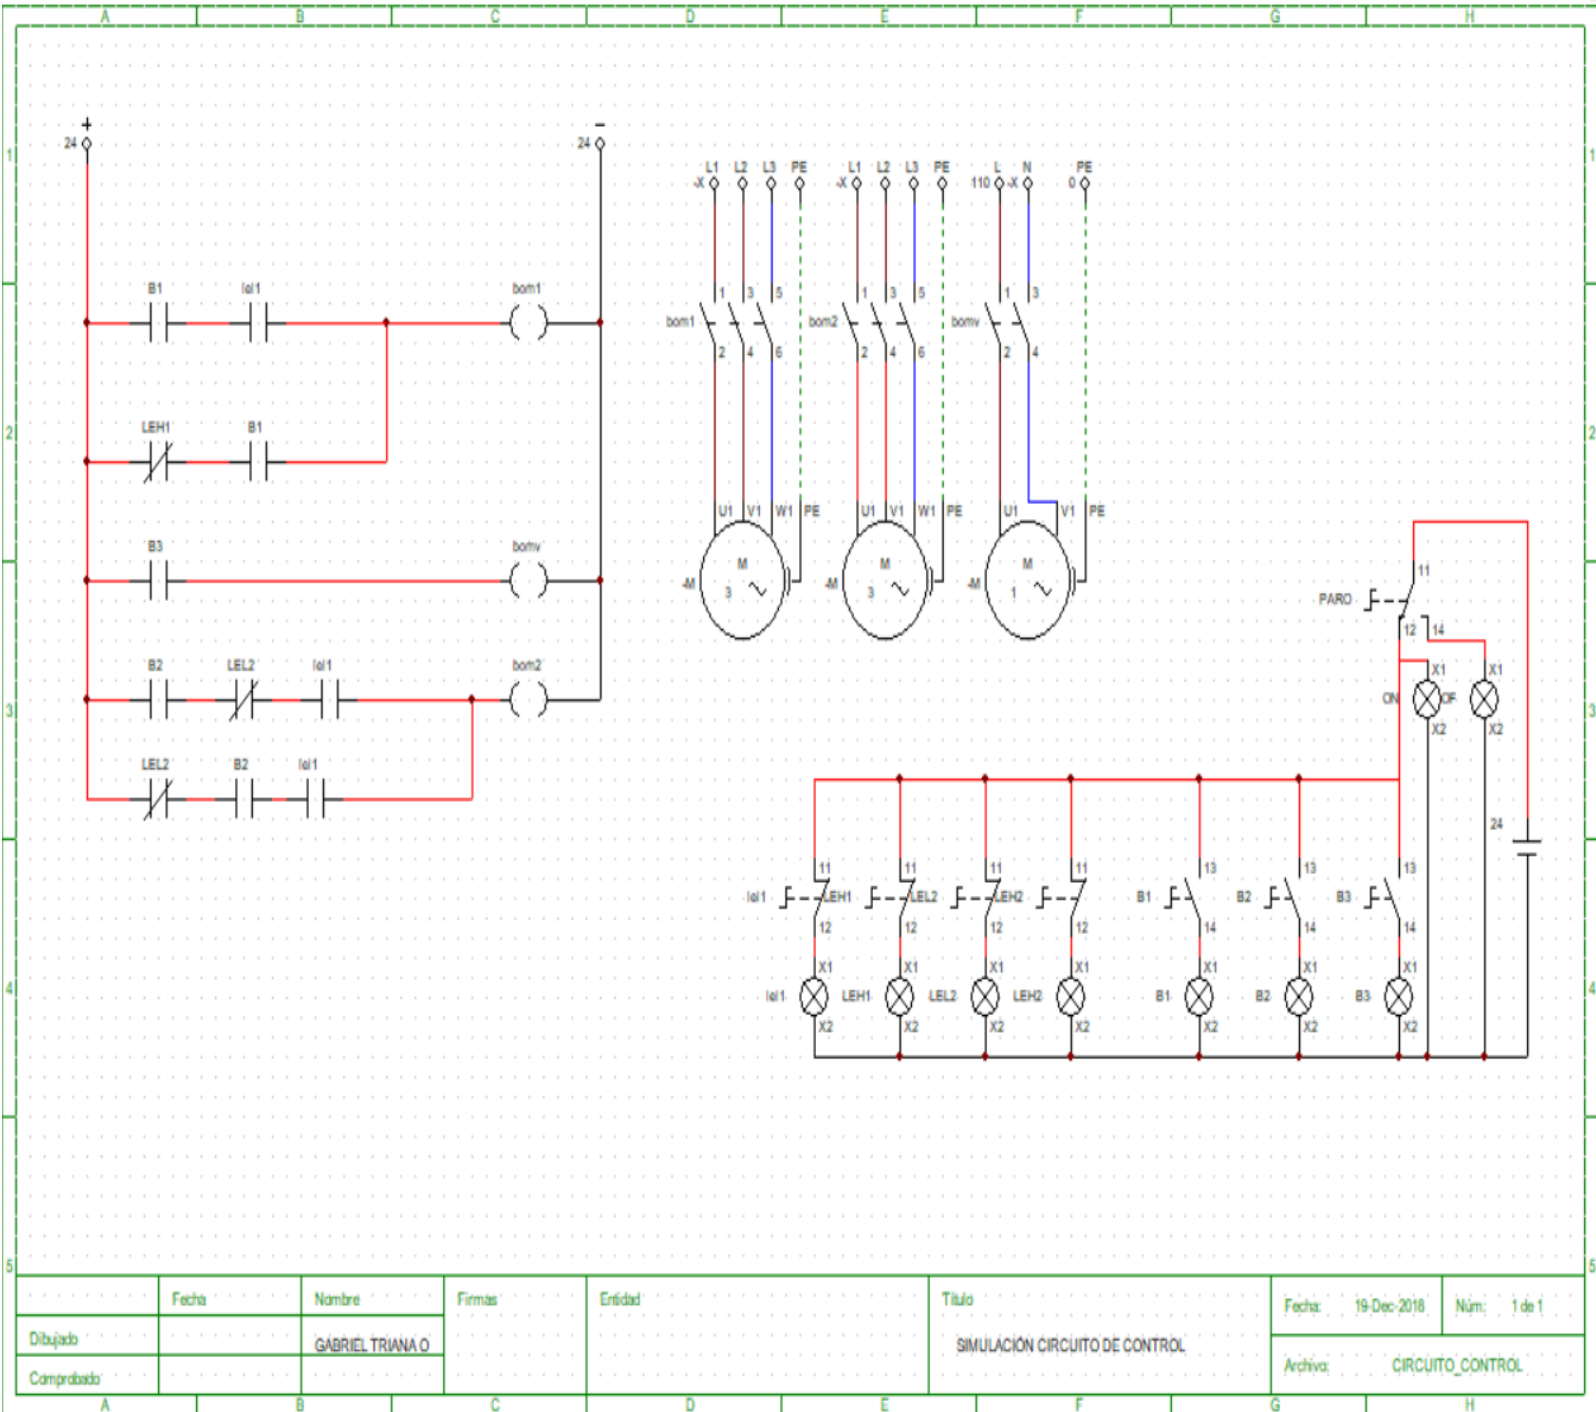 A B C D E F G H
+ −
24 24
1 1
L1 L2 L3 PE L1 L2 L3 PE L N PE
-X -X 110 -X 0
B1 lel1 bom1
1 3 5 1 3 5 1 3
bom1 bom2 bomv
2 4 6 2 4 6 2 4
LEH1 B1
2 2
U1 V1 W1 PE U1 V1 W1 PE U1 V1 PE
B3 bomv
M M M
-M 3 -M 3 -M 1
11
PARO
12 14
B2 LEL2 lel1 bom2
X1 X1
ON OF
3 3
X2 X2
LEL2 B2 lel1
24
11 11 11 11 13 13 13
lel1 LEH1 LEL2 LEH2 B1 B2 B3
12 12 12 12 14 14 14
X1 X1 X1 X1 X1 X1 X1
lel1 LEH1 LEL2 LEH2 B1 B2 B3
4 4
X2 X2 X2 X2 X2 X2 X2
5 5
Fecha Nombre Firmas Entidad Título Fecha: 19-Dec-2018 Núm: 1 de 1
Dibujado GABRIEL TRIANA O SIMULACIÓN CIRCUITO DE CONTROL
Comprobado Archivo: CIRCUITO_CONTROL
A B C D E F G H